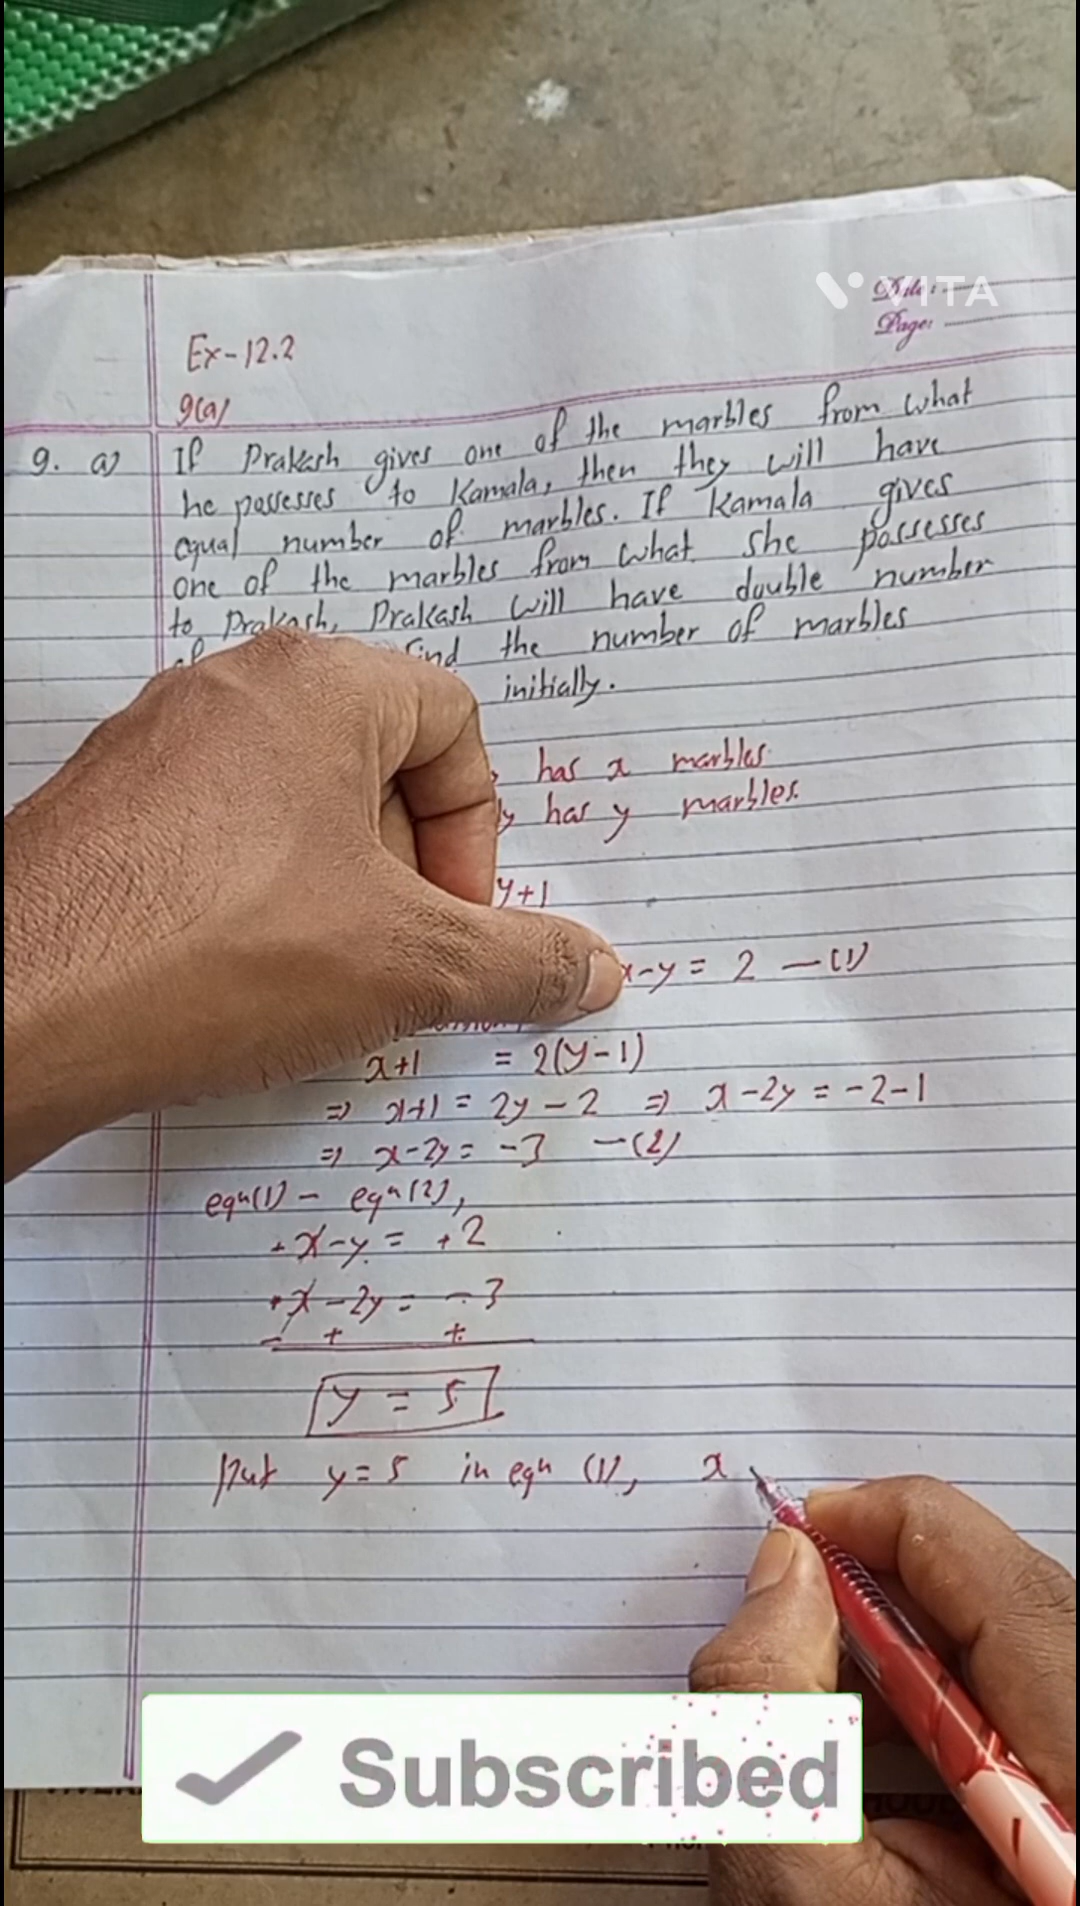 VITA
Date:
Page:
Ex-12.2
9(a)
9. a) If Prakash gives one of the marbles from what
he possesses to Kamala, then they will have
equal number of marbles. If Kamala gives
one of the marbles from what she possesses
to Prakash, Prakash will have double number
of find the number of marbles
initially.
has x marbles.
has y marbles.
y+1
x-y = 2 —(1)
x+1 = 2(y-1)
⇒ x+1 = 2y-2 ⇒ x-2y = -2-1
⇒ x-2y = -3 —(2)
eqn(1) - eqn(2),
+x-y = +2
+x-2y = -3
- + +
y = 5
put y=5 in eqn (1), x
Subscribed